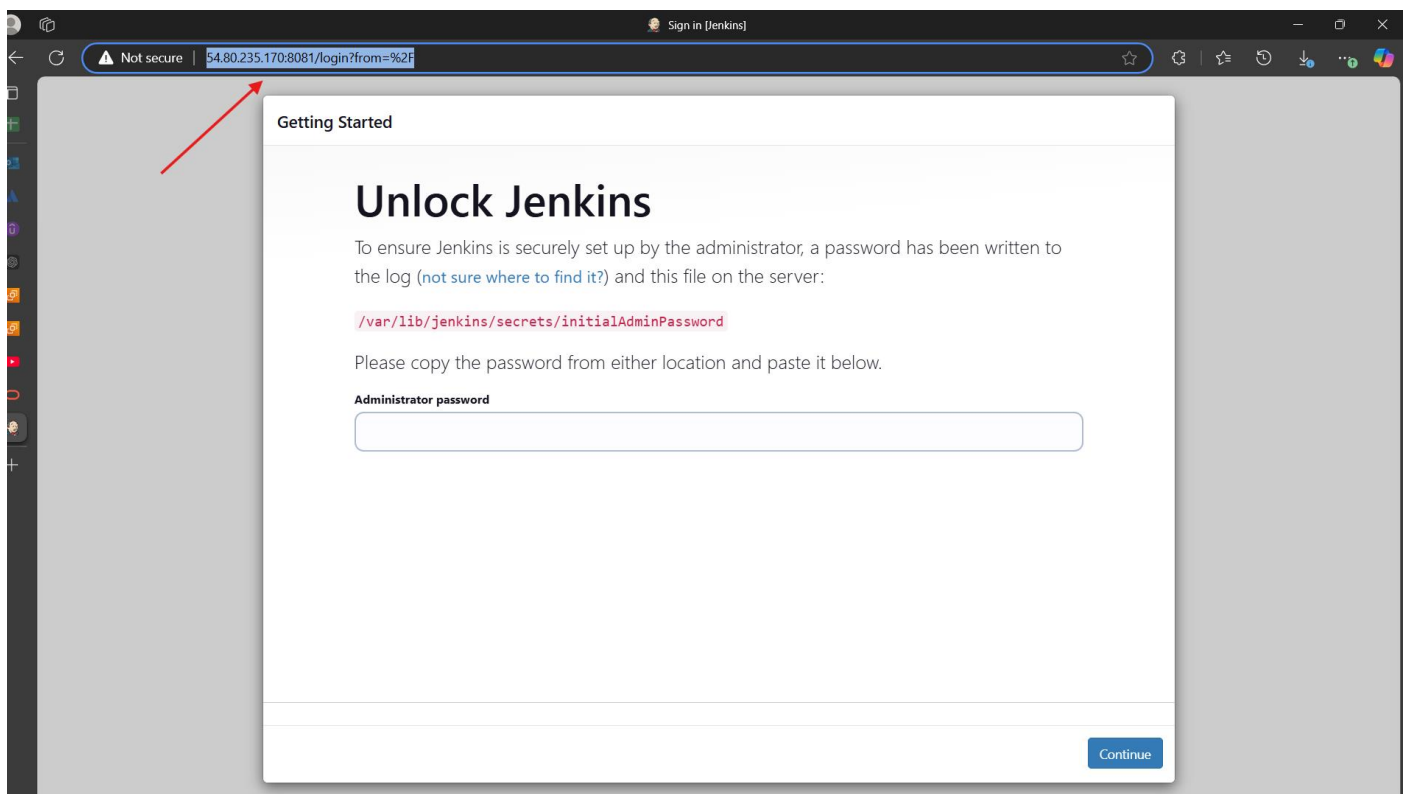 Sign in [Jenkins]
Not secure
54.80.235.170:8081/login?from=%2F
Getting Started
Unlock Jenkins
To ensure Jenkins is securely set up by the administrator, a password has been written to
the log (not sure where to find it?) and this file on the server:
/var/lib/jenkins/secrets/initialAdminPassword
Please copy the password from either location and paste it below.
Administrator password
Continue